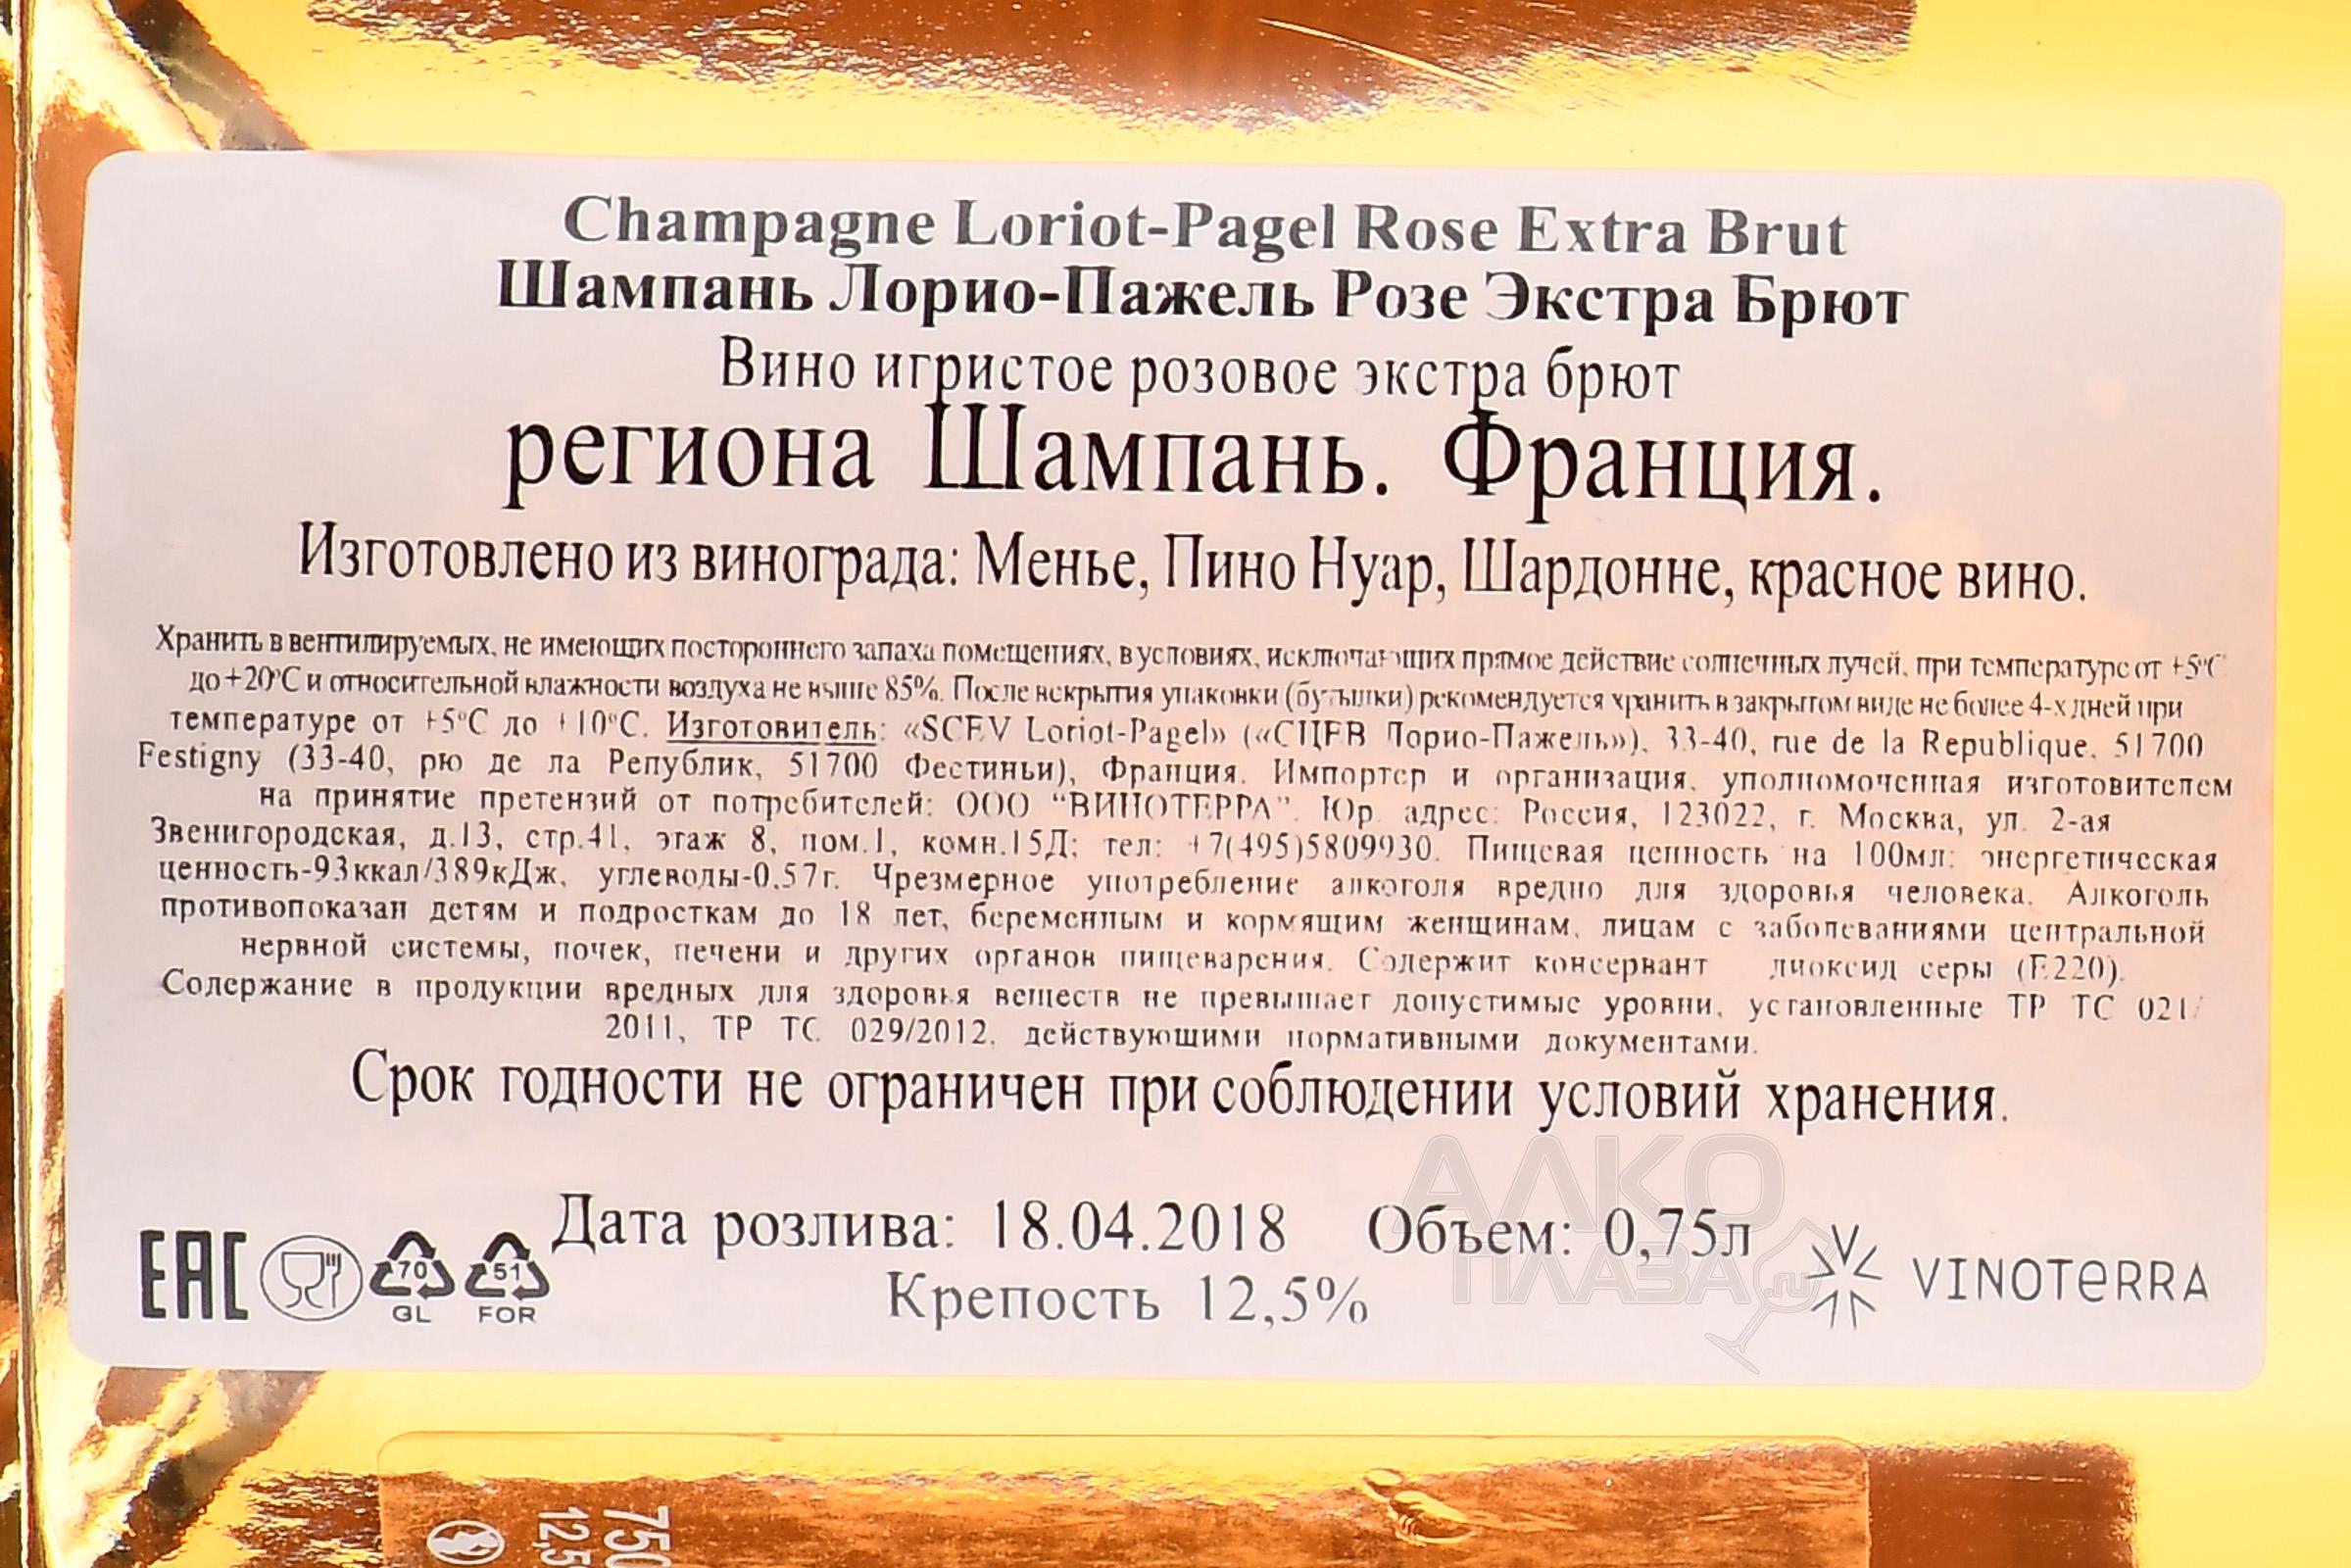 Champagne Loriot-Pagel Rose Extra Brut
Шампань Лорио-Пажель Розе Экстра Брют
Вино игристое розовое экстра брют
региона Шампань. Франция.
Изготовлено из винограда: Менье, Пино Нуар, Шардонне, красное вино.
Хранить в вентилируемых, не имеющих постороннего запаха помещениях, в условиях, исключающих прямое действие солнечных лучей, при температуре от +5°С
до +20°С и относительной влажности воздуха не выше 85%. После вскрытия упаковки (бутылки) рекомендуется хранить в закрытом виде не более 4-х дней при
температуре от +5°С до +10°С. Изготовитель: «SCEV Loriot-Pagel» («СЦЕВ Лорио-Пажель»), 33-40, rue de la Republique, 51700
Festigny (33-40, рю де ла Републик, 51700 Фестиньи), Франция. Импортер и организация, уполномоченная изготовителем
на принятие претензий от потребителей: ООО "ВИНОТЕРРА". Юр. адрес: Россия, 123022, г. Москва, ул. 2-ая
Звенигородская, д.13, стр.41, этаж 8, пом.1, комн.15Д; тел: +7(495)5809930. Пищевая ценность на 100мл: энергетическая
ценность-93ккал/389кДж, углеводы-0,57г. Чрезмерное употребление алкоголя вредно для здоровья человека. Алкоголь
противопоказан детям и подросткам до 18 лет, беременным и кормящим женщинам, лицам с заболеваниями центральной
нервной системы, почек, печени и других органов пищеварения. Содержит консервант диоксид серы (Е220).
Содержание в продукции вредных для здоровья веществ не превышает допустимые уровни, установленные ТР ТС 021/
2011, ТР ТС 029/2012, действующими нормативными документами.
Срок годности не ограничен при соблюдении условий хранения.
Дата розлива: 18.04.2018 Объем: 0,75л
Крепость 12,5%
EAC
70
GL
51
FOR
VINOTeRRA
АЛКО
ПЛАЗА.ru
750
12,5